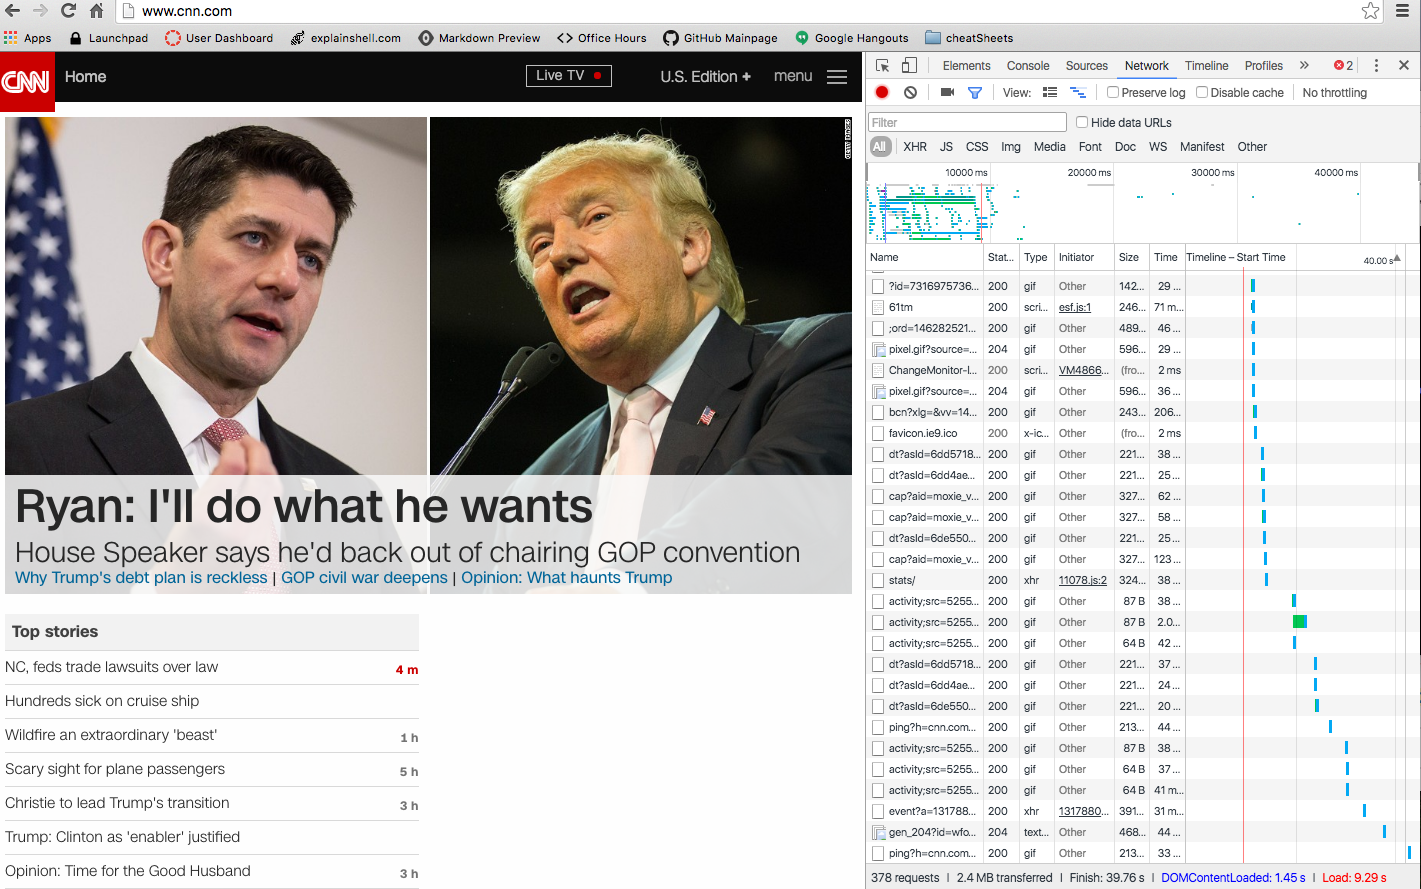 www.cnn.com
Apps Launchpad User Dashboard explainshell.com Markdown Preview <> Office Hours GitHub Mainpage Google Hangouts cheatSheets
CNN Home Live TV U.S. Edition + menu
GETTY IMAGES
Ryan: I'll do what he wants
House Speaker says he'd back out of chairing GOP convention
Why Trump's debt plan is reckless | GOP civil war deepens | Opinion: What haunts Trump
Top stories
NC, feds trade lawsuits over law 4 m
Hundreds sick on cruise ship
Wildfire an extraordinary 'beast' 1 h
Scary sight for plane passengers 5 h
Christie to lead Trump's transition 3 h
Trump: Clinton as 'enabler' justified
Opinion: Time for the Good Husband 3 h
Elements Console Sources Network Timeline Profiles » 2
View: Preserve log Disable cache No throttling
Filter Hide data URLs
All XHR JS CSS Img Media Font Doc WS Manifest Other
10000 ms 20000 ms 30000 ms 40000 ms
Name Stat... Type Initiator Size Time Timeline – Start Time 40.00 s
?id=7316975736... 200 gif Other 142... 29 ...
61tm 200 scri... esf.js:1 246... 71 m...
;ord=146282521... 200 gif Other 489... 46 ...
pixel.gif?source=... 204 gif Other 596... 29 ...
ChangeMonitor-l... 200 scri... VM4866... (fro... 2 ms
pixel.gif?source=... 204 gif Other 596... 36 ...
bcn?xlg=&vv=14... 200 gif Other 243... 206...
favicon.ie9.ico 200 x-ic... Other (fro... 2 ms
dt?asId=6dd5718... 200 gif Other 221... 38 ...
dt?asId=6dd4ae... 200 gif Other 221... 25 ...
cap?aid=moxie_v... 200 gif Other 327... 62 ...
cap?aid=moxie_v... 200 gif Other 327... 58 ...
dt?asId=6de550... 200 gif Other 221... 25 ...
cap?aid=moxie_v... 200 gif Other 327... 123 ...
stats/ 200 xhr 11078.js:2 324... 38 ...
activity;src=5255... 200 gif Other 87 B 38 ...
activity;src=5255... 200 gif Other 87 B 2.0...
activity;src=5255... 200 gif Other 64 B 42 ...
dt?asId=6dd5718... 200 gif Other 221... 37 ...
dt?asId=6dd4ae... 200 gif Other 221... 24 ...
dt?asId=6de550... 200 gif Other 221... 20 ...
ping?h=cnn.com... 200 gif Other 213... 44 ...
activity;src=5255... 200 gif Other 87 B 38 ...
activity;src=5255... 200 gif Other 64 B 37 ...
activity;src=5255... 200 gif Other 64 B 41 m...
event?a=131788... 200 xhr 1317880... 391... 31 m...
gen_204?id=wfo... 204 text... Other 468... 44 ...
ping?h=cnn.com... 200 gif Other 213... 33 ...
378 requests | 2.4 MB transferred | Finish: 39.76 s | DOMContentLoaded: 1.45 s | Load: 9.29 s